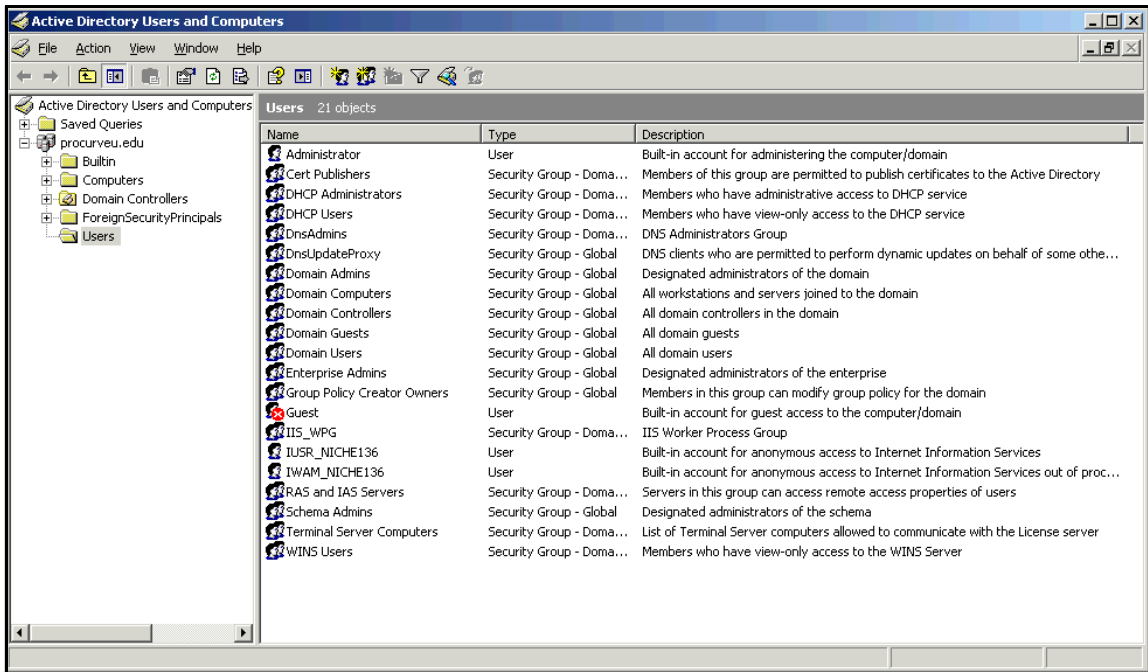 Active Directory Users and Computers
File Action View Window Help
Active Directory Users and Computers
Saved Queries
procurveu.edu
Builtin
Computers
Domain Controllers
ForeignSecurityPrincipals
Users
Users 21 objects
Name Type Description
Administrator User Built-in account for administering the computer/domain
Cert Publishers Security Group - Doma... Members of this group are permitted to publish certificates to the Active Directory
DHCP Administrators Security Group - Doma... Members who have administrative access to DHCP service
DHCP Users Security Group - Doma... Members who have view-only access to the DHCP service
DnsAdmins Security Group - Doma... DNS Administrators Group
DnsUpdateProxy Security Group - Global DNS clients who are permitted to perform dynamic updates on behalf of some othe...
Domain Admins Security Group - Global Designated administrators of the domain
Domain Computers Security Group - Global All workstations and servers joined to the domain
Domain Controllers Security Group - Global All domain controllers in the domain
Domain Guests Security Group - Global All domain guests
Domain Users Security Group - Global All domain users
Enterprise Admins Security Group - Global Designated administrators of the enterprise
Group Policy Creator Owners Security Group - Global Members in this group can modify group policy for the domain
Guest User Built-in account for guest access to the computer/domain
IIS_WPG Security Group - Doma... IIS Worker Process Group
IUSR_NICHE136 User Built-in account for anonymous access to Internet Information Services
IWAM_NICHE136 User Built-in account for anonymous access to Internet Information Services out of proc...
RAS and IAS Servers Security Group - Doma... Servers in this group can access remote access properties of users
Schema Admins Security Group - Global Designated administrators of the schema
Terminal Server Computers Security Group - Doma... List of Terminal Server computers allowed to communicate with the License server
WINS Users Security Group - Doma... Members who have view-only access to the WINS Server